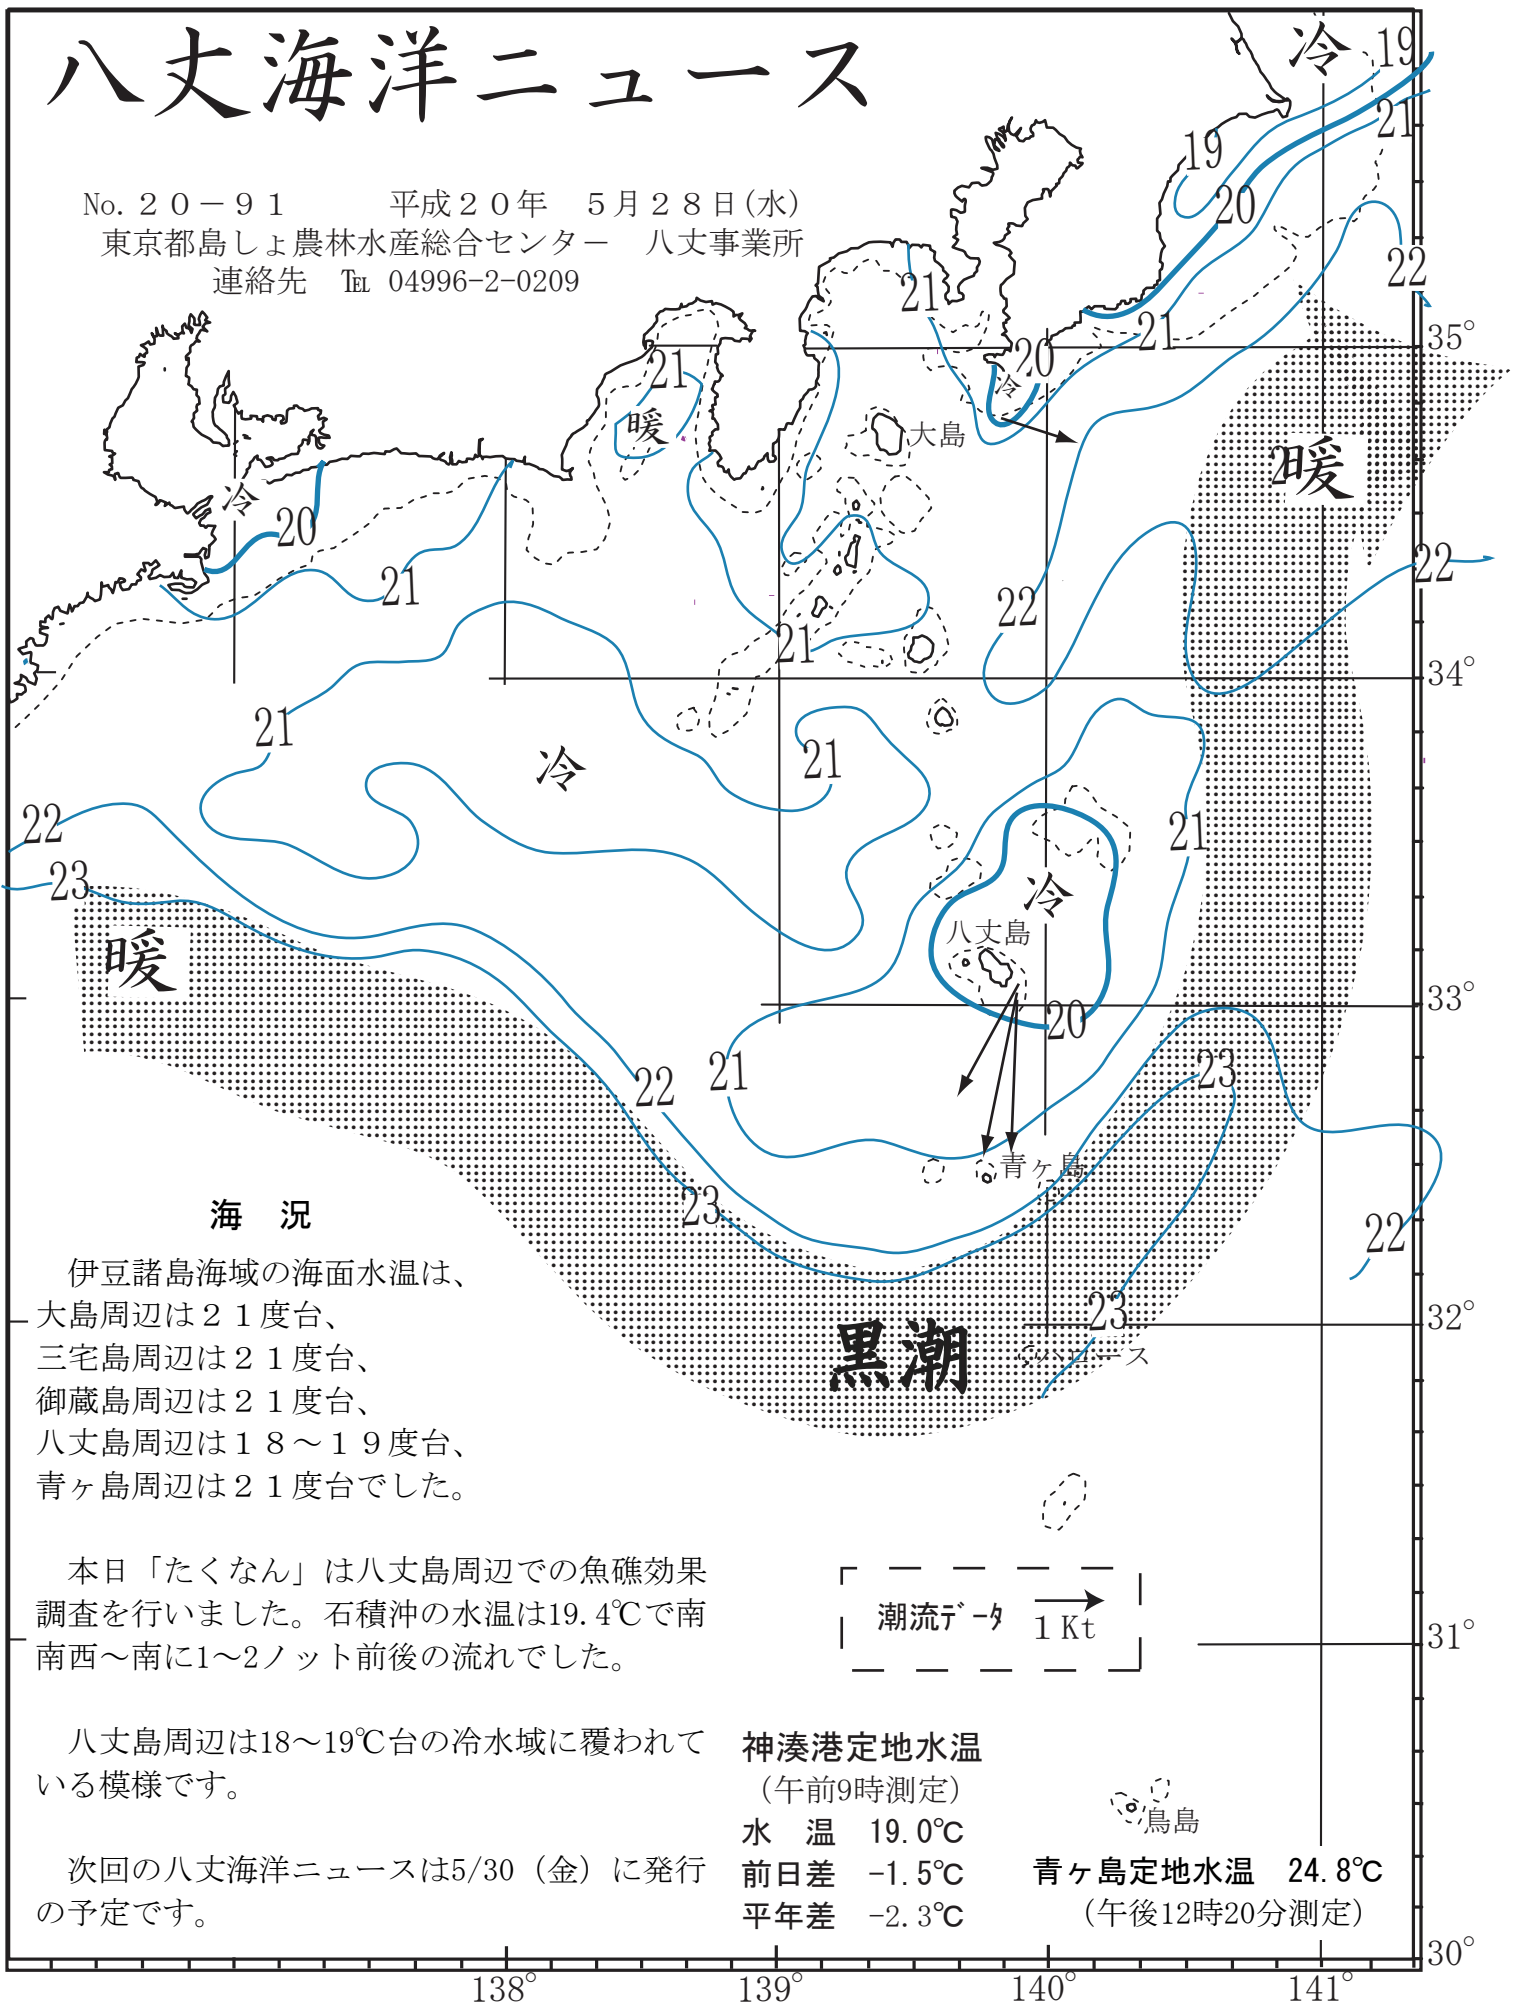 八丈海洋ニュース
No.２０－９１　　　平成２０年　５月２８日(水)
東京都島しょ農林水産総合センター　八丈事業所
連絡先　℡ 04996-2-0209
冷
19
21
19
20
22
21
21
35°
20
冷
21
暖
大島
暖
冷
20
21
22
22
21
34°
21
冷
21
22
21
23
冷
八丈島
暖
33°
20
21
22
23
青ヶ島
23
22
23
32°
黒潮
ベヨネース
海　況
伊豆諸島海域の海面水温は、
大島周辺は２１度台、
三宅島周辺は２１度台、
御蔵島周辺は２１度台、
八丈島周辺は１８～１９度台、
青ヶ島周辺は２１度台でした。
本日「たくなん」は八丈島周辺での魚礁効果
調査を行いました。石積沖の水温は19.4℃で南
南西～南に1～2ノット前後の流れでした。
八丈島周辺は18～19℃台の冷水域に覆われて
いる模様です。
次回の八丈海洋ニュースは5/30（金）に発行
の予定です。
潮流ﾃﾞｰﾀ
１Kt
31°
神湊港定地水温
（午前9時測定）
水　温　19.0℃
前日差　-1.5℃
平年差　-2.3℃
鳥島
青ヶ島定地水温　24.8℃
（午後12時20分測定）
30°
138°
139°
140°
141°